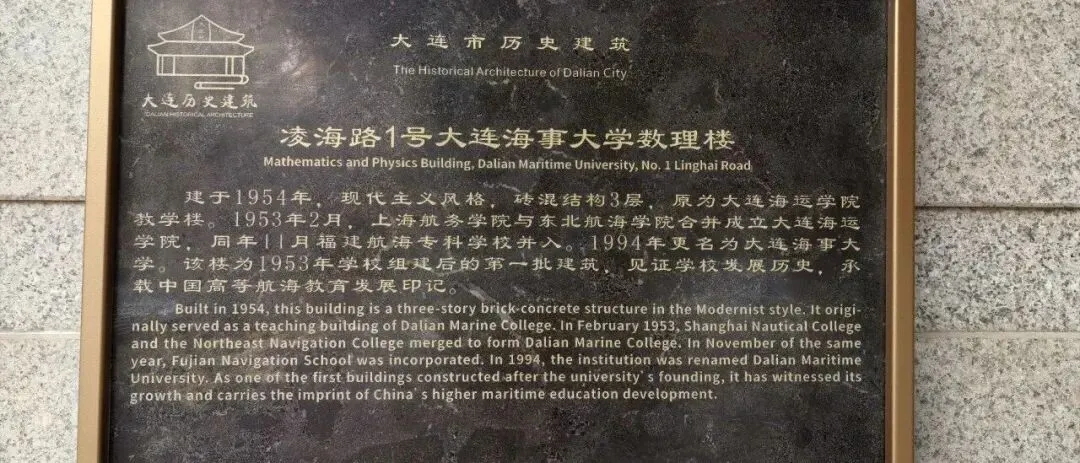 大连历史建筑
DALIAN HISTORICAL ARCHITECTURE
大连市历史建筑
The Historical Architecture of Dalian City
凌海路1号大连海事大学数理楼
Mathematics and Physics Building, Dalian Maritime University, No. 1 Linghai Road
建于1954年，现代主义风格，砖混结构3层，原为大连海运学院
教学楼。1953年2月，上海航务学院与东北航海学院合并成立大连海运
学院，同年11月福建航海专科学校并入。1994年更名为大连海事大
学。该楼为1953年学校组建后的第一批建筑，见证学校发展历史，承
载中国高等航海教育发展印记。
Built in 1954, this building is a three-story brick-concrete structure in the Modernist style. It origi-
nally served as a teaching building of Dalian Marine College. In February 1953, Shanghai Nautical College
and the Northeast Navigation College merged to form Dalian Marine College. In November of the same
year, Fujian Navigation School was incorporated. In 1994, the institution was renamed Dalian Maritime
University. As one of the first buildings constructed after the university's founding, it has witnessed its
growth and carries the imprint of China's higher maritime education development.